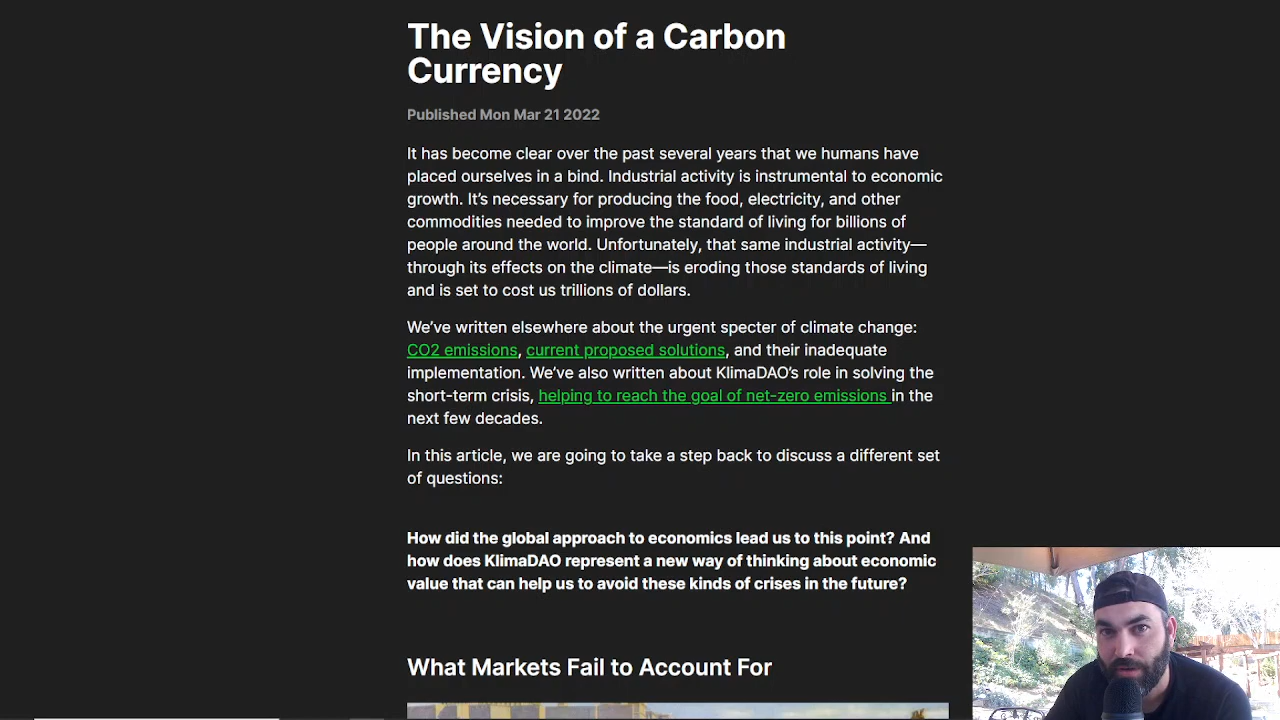 The Vision of a Carbon
Currency
Published Mon Mar 21 2022
It has become clear over the past several years that we humans have
placed ourselves in a bind. Industrial activity is instrumental to economic
growth. It’s necessary for producing the food, electricity, and other
commodities needed to improve the standard of living for billions of
people around the world. Unfortunately, that same industrial activity—
through its effects on the climate—is eroding those standards of living
and is set to cost us trillions of dollars.
We’ve written elsewhere about the urgent specter of climate change:
CO2 emissions, current proposed solutions, and their inadequate
implementation. We’ve also written about KlimaDAO’s role in solving the
short-term crisis, helping to reach the goal of net-zero emissions in the
next few decades.
In this article, we are going to take a step back to discuss a different set
of questions:
How did the global approach to economics lead us to this point? And
how does KlimaDAO represent a new way of thinking about economic
value that can help us to avoid these kinds of crises in the future?
What Markets Fail to Account For